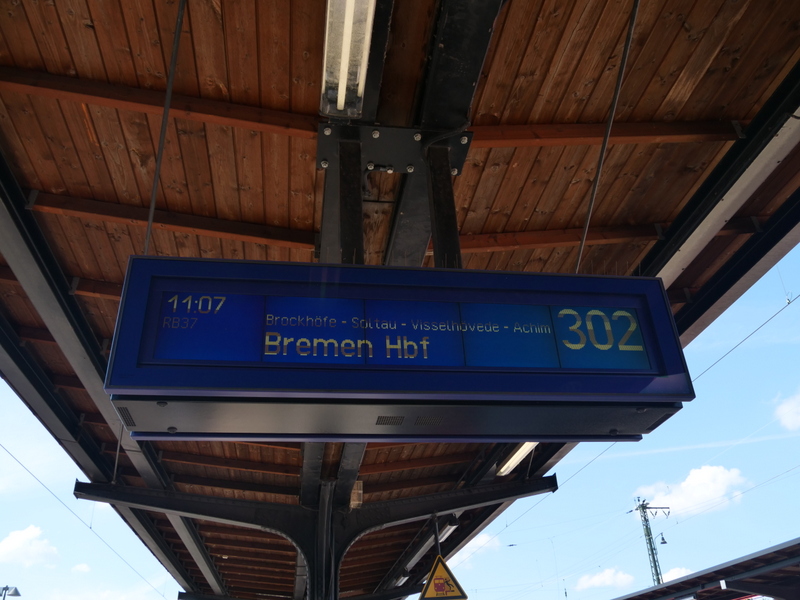 11:07
RB37
Brockhöfe - Soltau - Visselhövede - Achim
Bremen Hbf
302